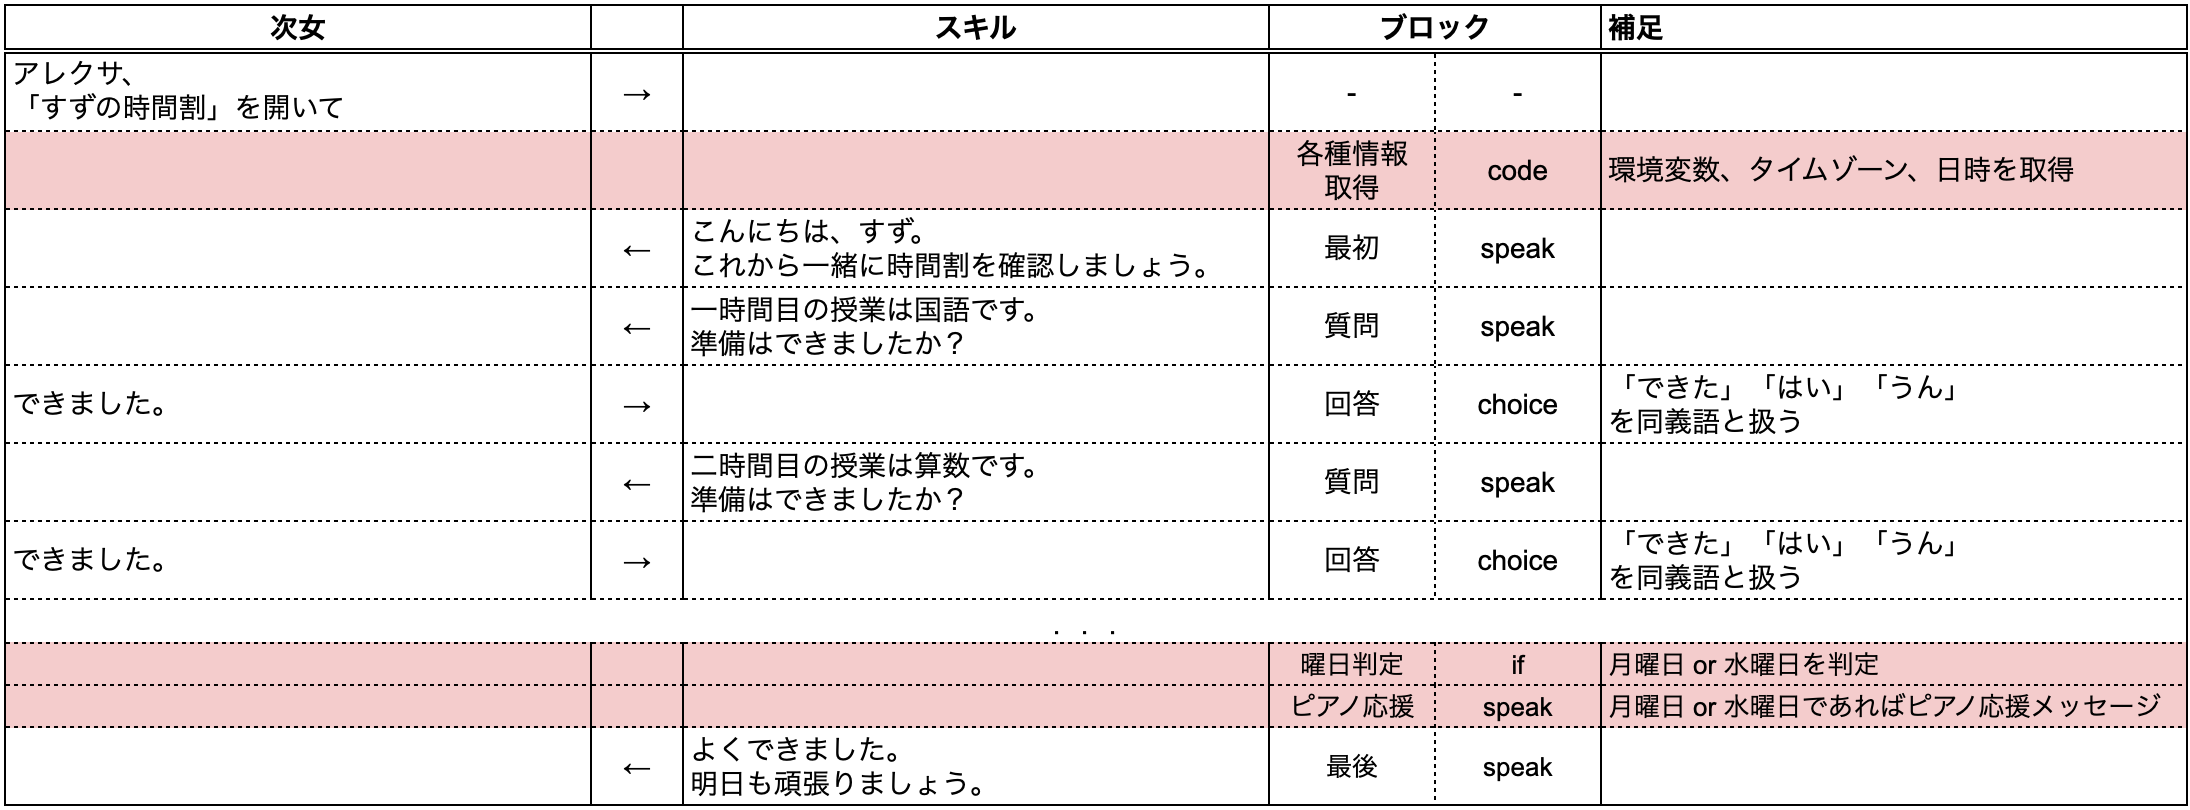 次女 スキル ブロック 補足
アレクサ、
「すずの時間割」を開いて
→ - -
各種情報
取得
code
環境変数、タイムゾーン、日時を取得
←
こんにちは、すず。
これから一緒に時間割を確認しましょう。
最初 speak
←
一時間目の授業は国語です。
準備はできましたか？
質問 speak
できました。 → 回答 choice
「できた」「はい」「うん」
を同義語と扱う
←
二時間目の授業は算数です。
準備はできましたか？
質問 speak
できました。 → 回答 choice
「できた」「はい」「うん」
を同義語と扱う
・・・
曜日判定 if 月曜日 or 水曜日を判定
ピアノ応援 speak 月曜日 or 水曜日であればピアノ応援メッセージ
←
よくできました。
明日も頑張りましょう。
最後 speak